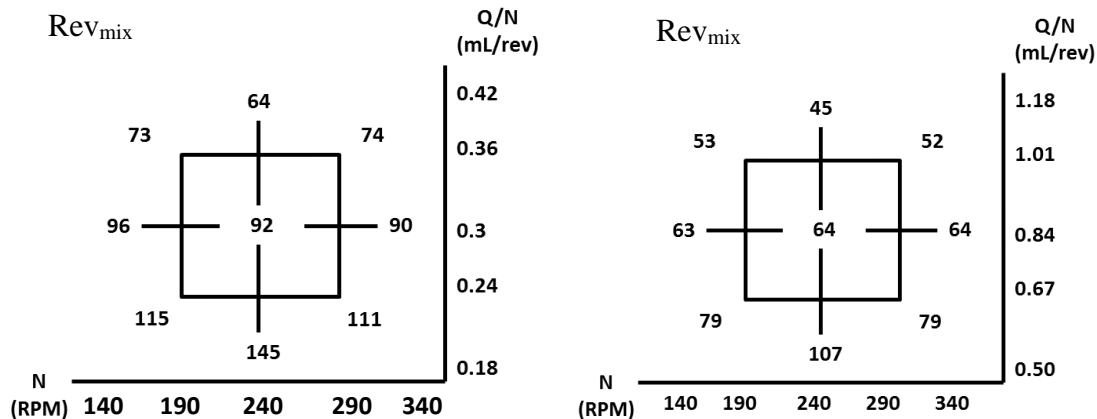 Rev_mix
Q/N
(mL/rev)
0.42
64
73 74
0.36
96 92 90
0.3
0.24
115 111
145
0.18
N
(RPM) 140 190 240 290 340
Rev_mix
Q/N
(mL/rev)
1.18
45
53 52
1.01
63 64 64
0.84
0.67
79 79
107
0.50
N
(RPM) 140 190 240 290 340